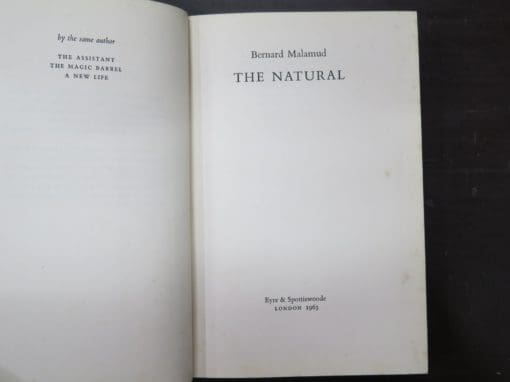 by the same author
THE ASSISTANT
THE MAGIC BARREL
A NEW LIFE
Bernard Malamud
THE NATURAL
Eyre & Spottiswoode
LONDON 1963